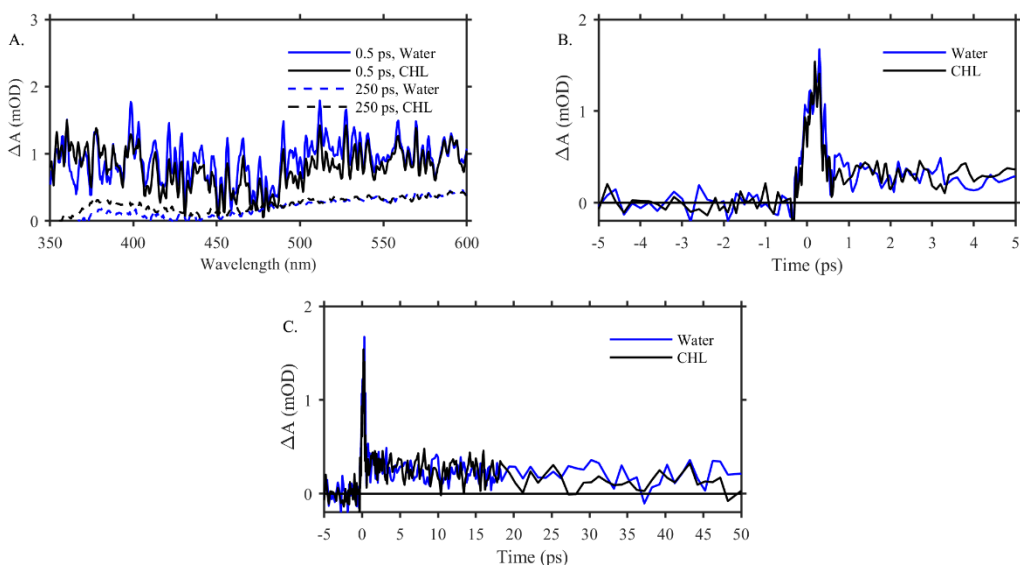 A.
3
2
1
0
ΔA (mOD)
0.5 ps, Water
0.5 ps, CHL
250 ps, Water
250 ps, CHL
350 400 450 500 550 600
Wavelength (nm)
B.
2
1
0
ΔA (mOD)
Water
CHL
-5 -4 -3 -2 -1 0 1 2 3 4 5
Time (ps)
C.
2
1
0
ΔA (mOD)
Water
CHL
-5 0 5 10 15 20 25 30 35 40 45 50
Time (ps)